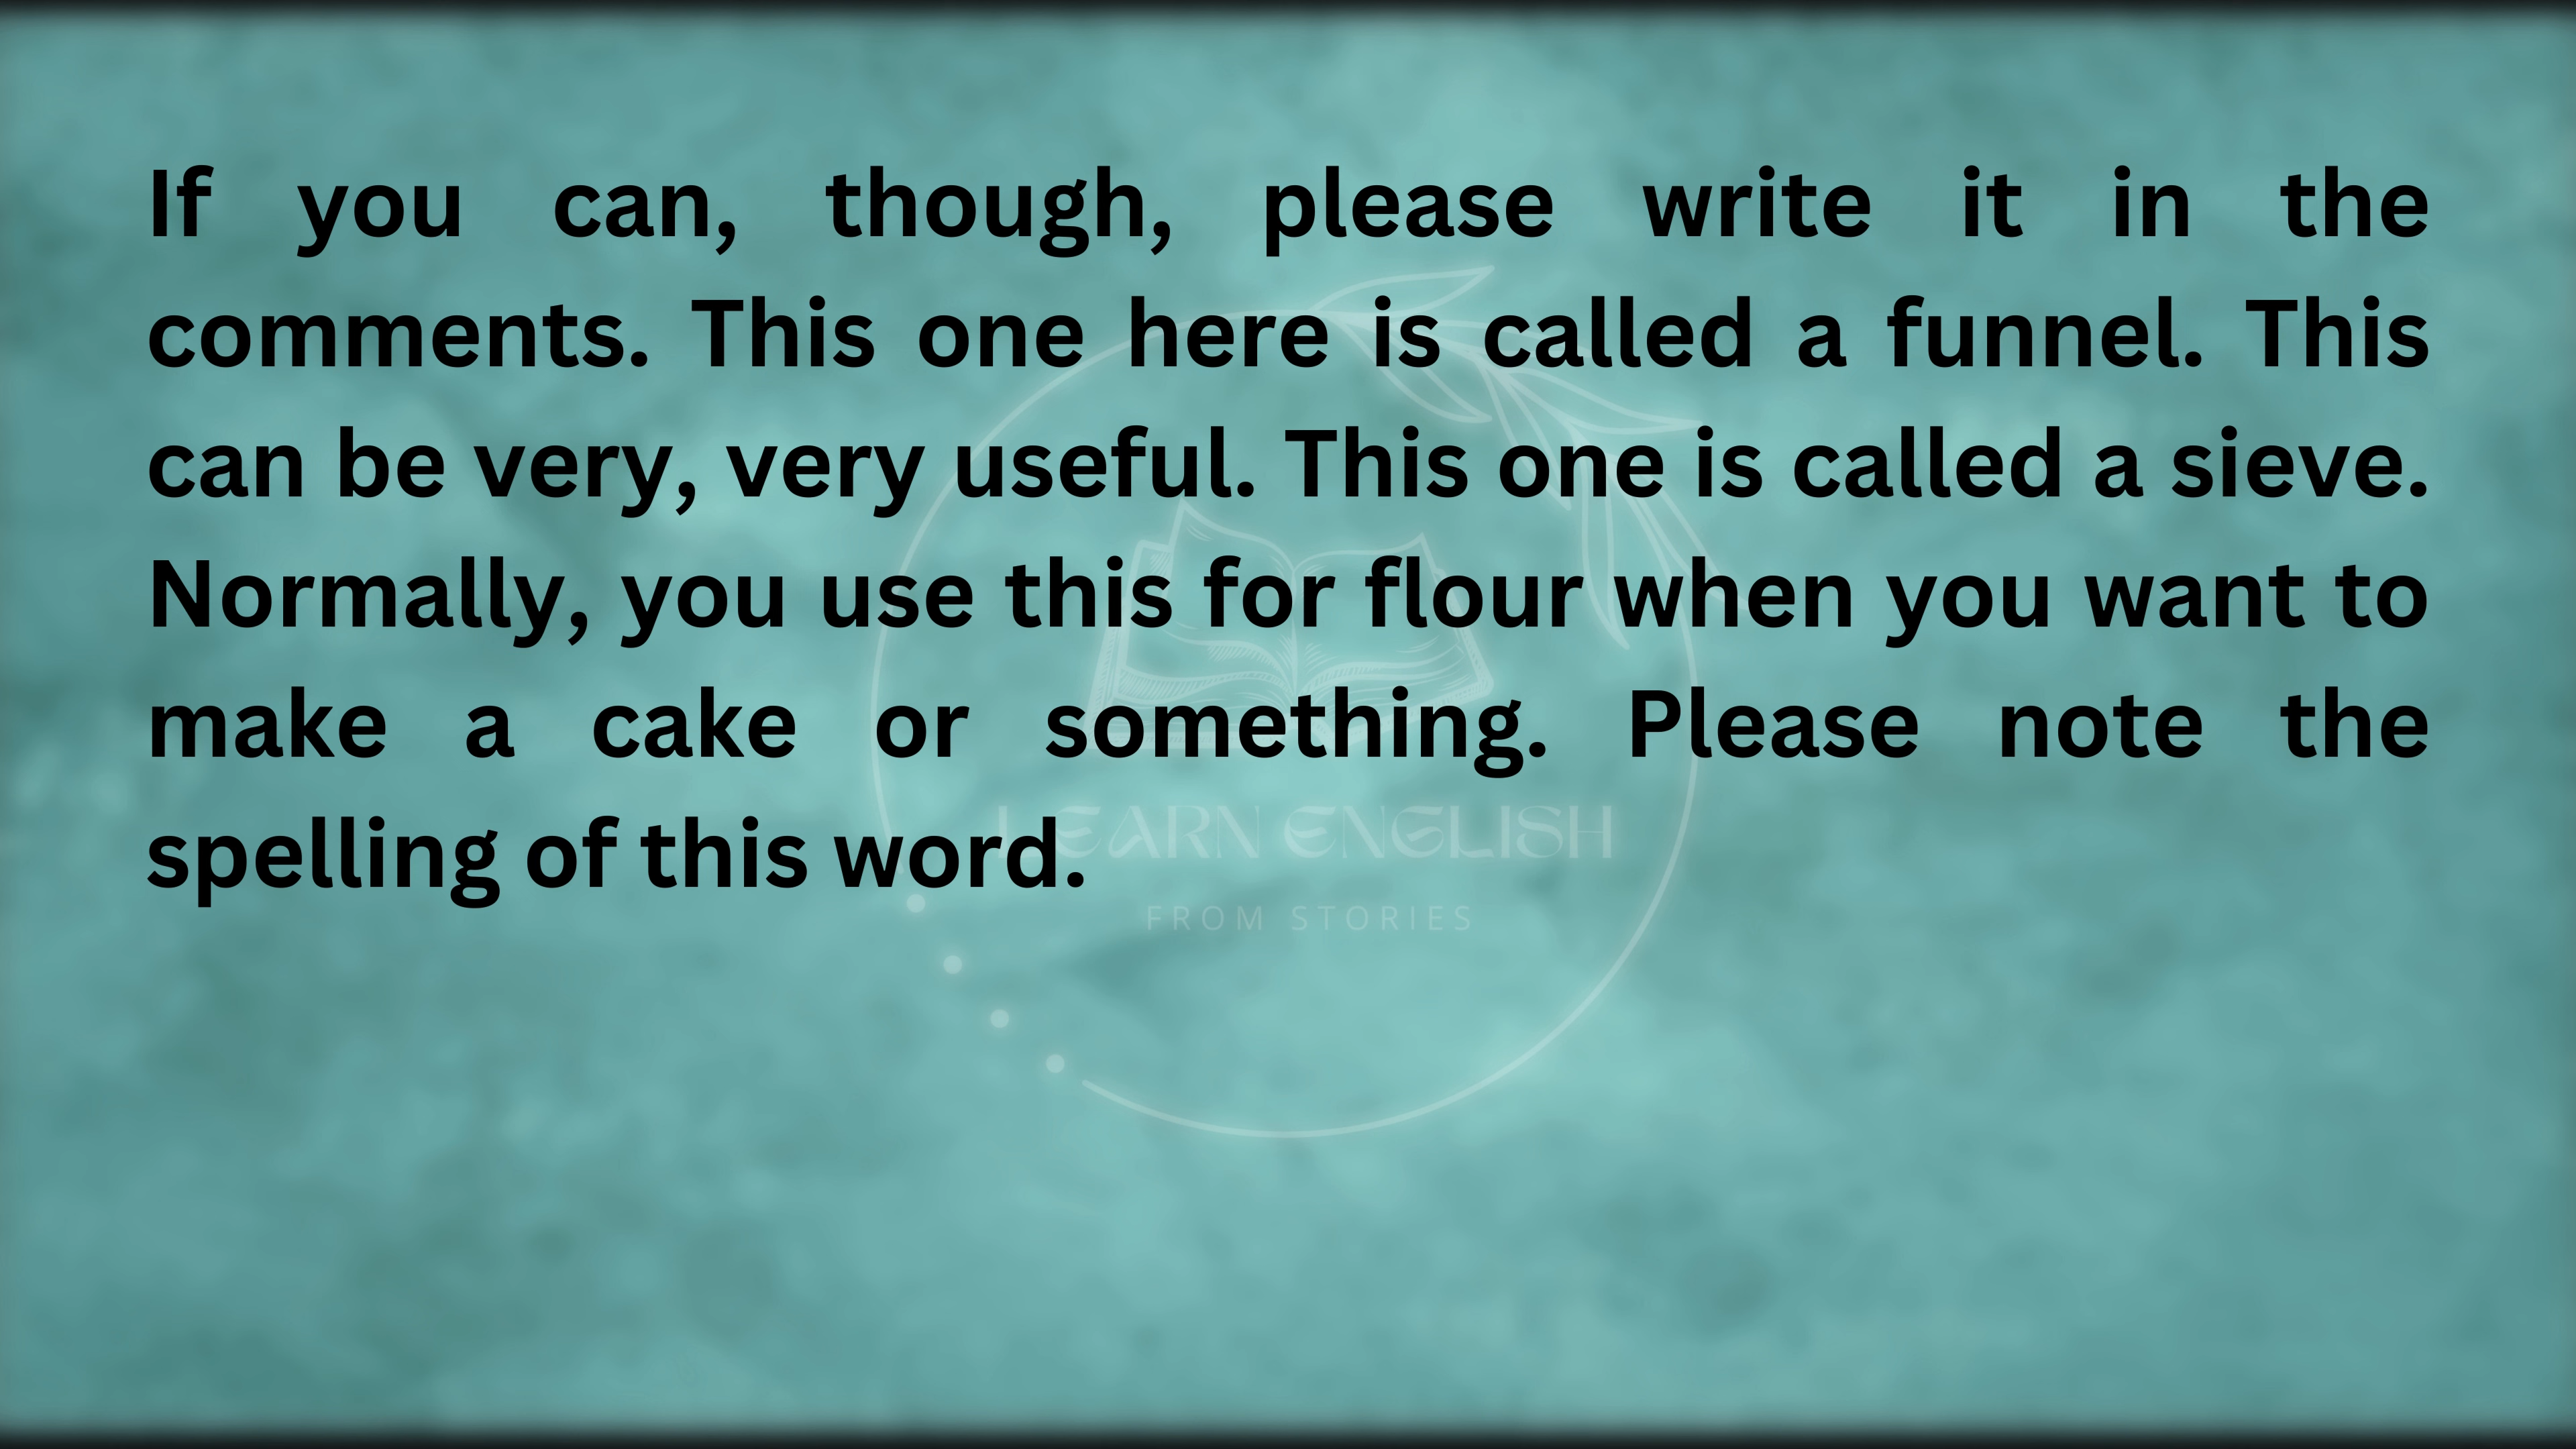 If you can, though, please write it in the
comments. This one here is called a funnel. This
can be very, very useful. This one is called a sieve.
Normally, you use this for flour when you want to
make a cake or something. Please note the
spelling of this word.
LEARN ENGLISH
FROM STORIES